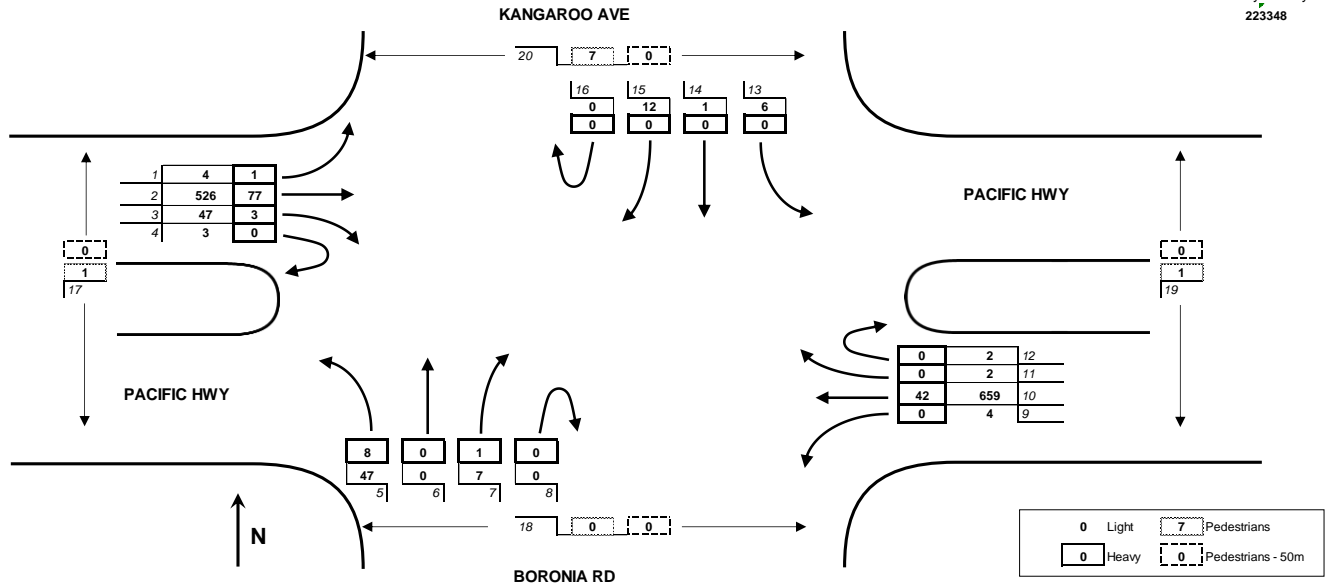 KANGAROO AVE
223348
20 7 0
16 15 14 13
0 12 1 6
0 0 0 0
1 4 1
2 526 77
3 47 3
4 3 0
PACIFIC HWY
0
1
17
0
1
19
0 2 12
0 2 11
42 659 10
0 4 9
PACIFIC HWY
8 0 1 0
47 0 7 0
5 6 7 8
N
18 0 0
BORONIA RD
0 Light 7 Pedestrians
0 Heavy 0 Pedestrians - 50m